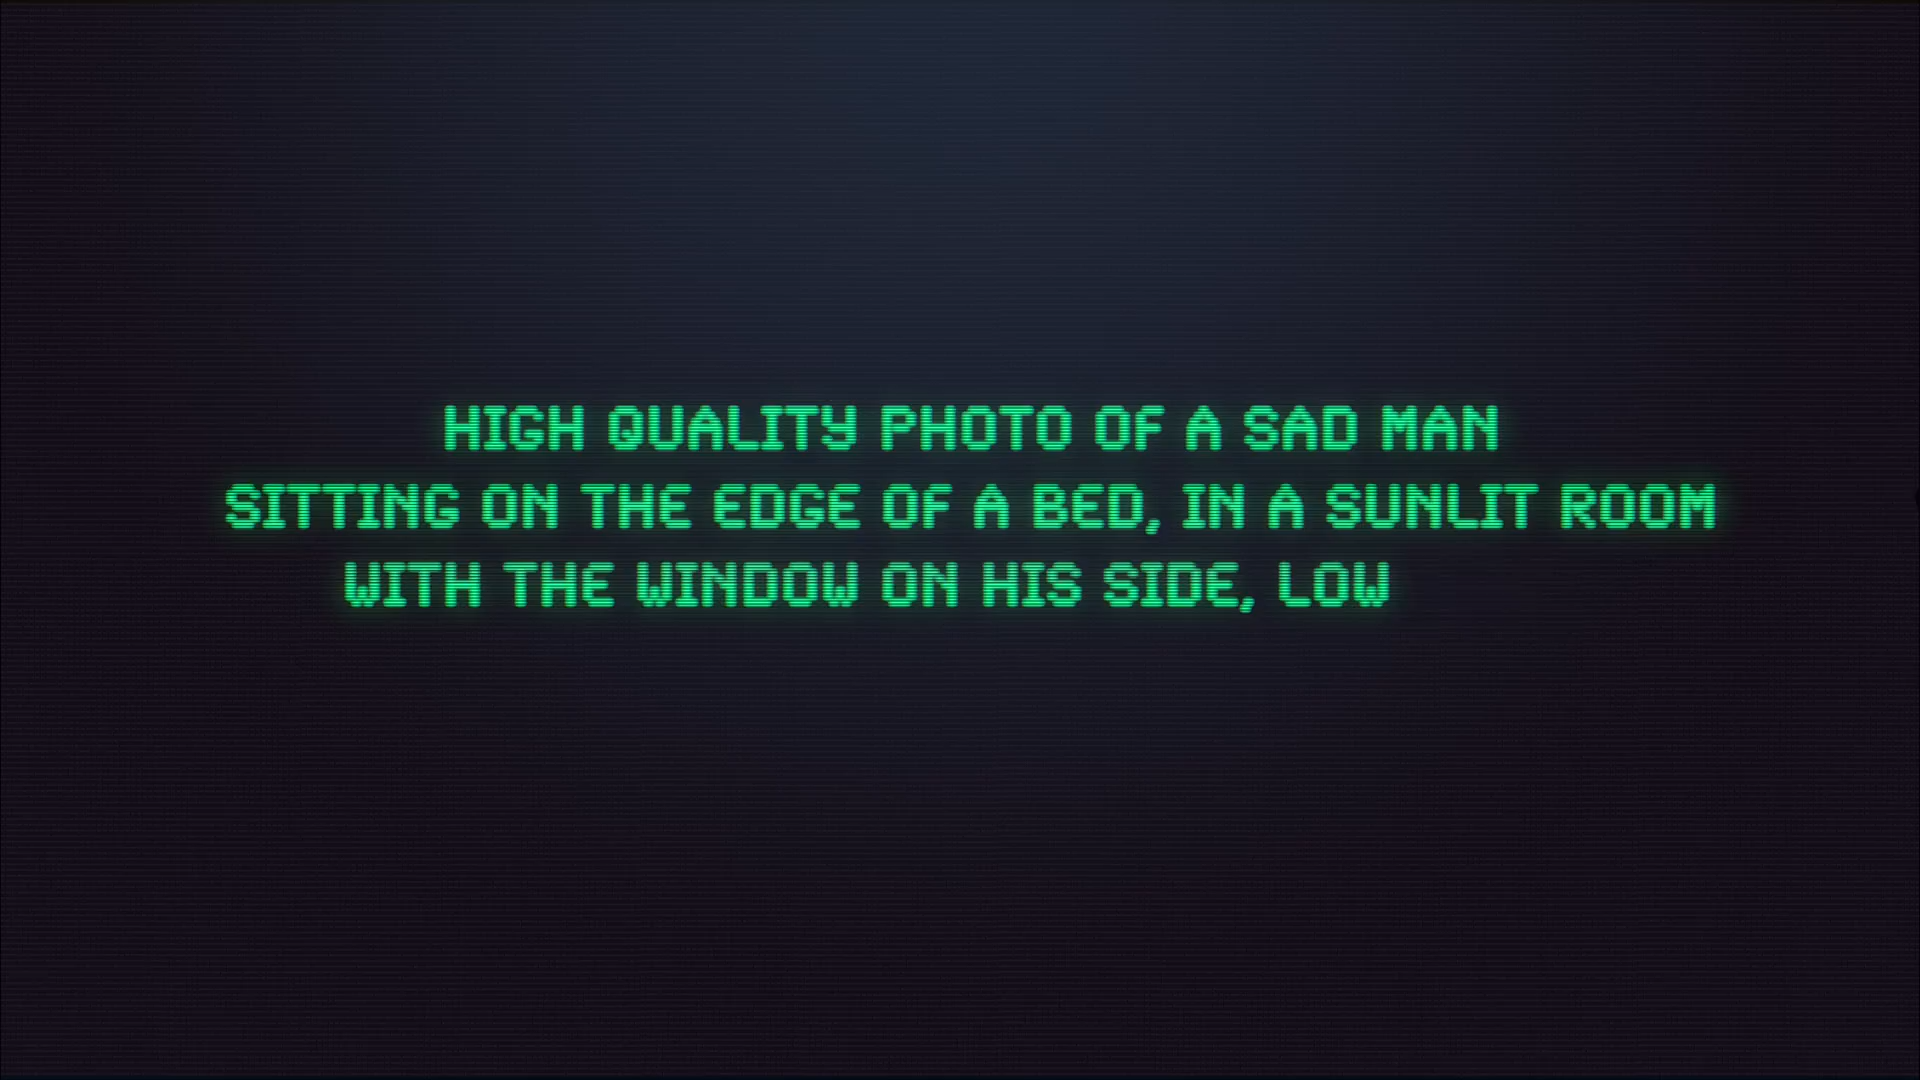 HIGH QUALITY PHOTO OF A SAD MAN
SITTING ON THE EDGE OF A BED, IN A SUNLIT ROOM
WITH THE WINDOW ON HIS SIDE, LOW